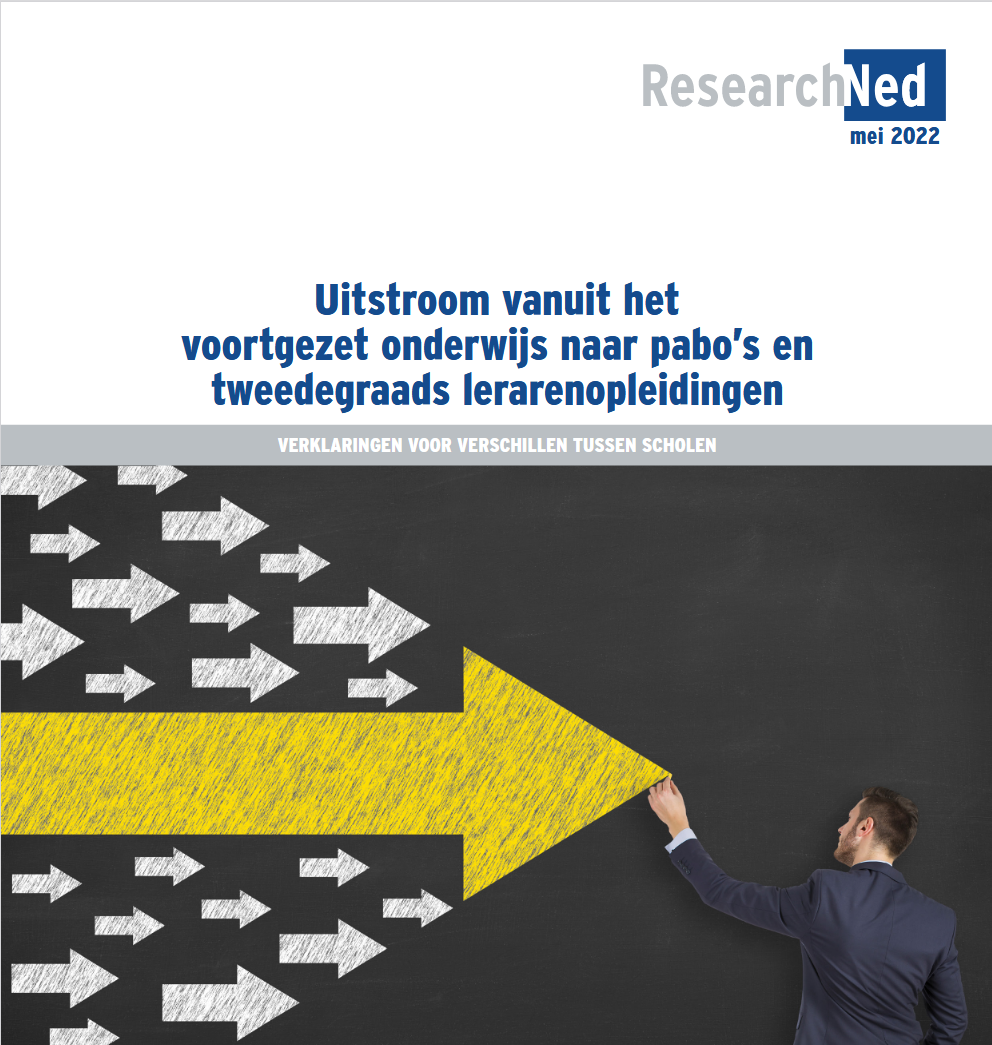 ResearchNed
mei 2022
Uitstroom vanuit het
voortgezet onderwijs naar pabo's en
tweedegraads lerarenopleidingen
VERKLARINGEN VOOR VERSCHILLEN TUSSEN SCHOLEN